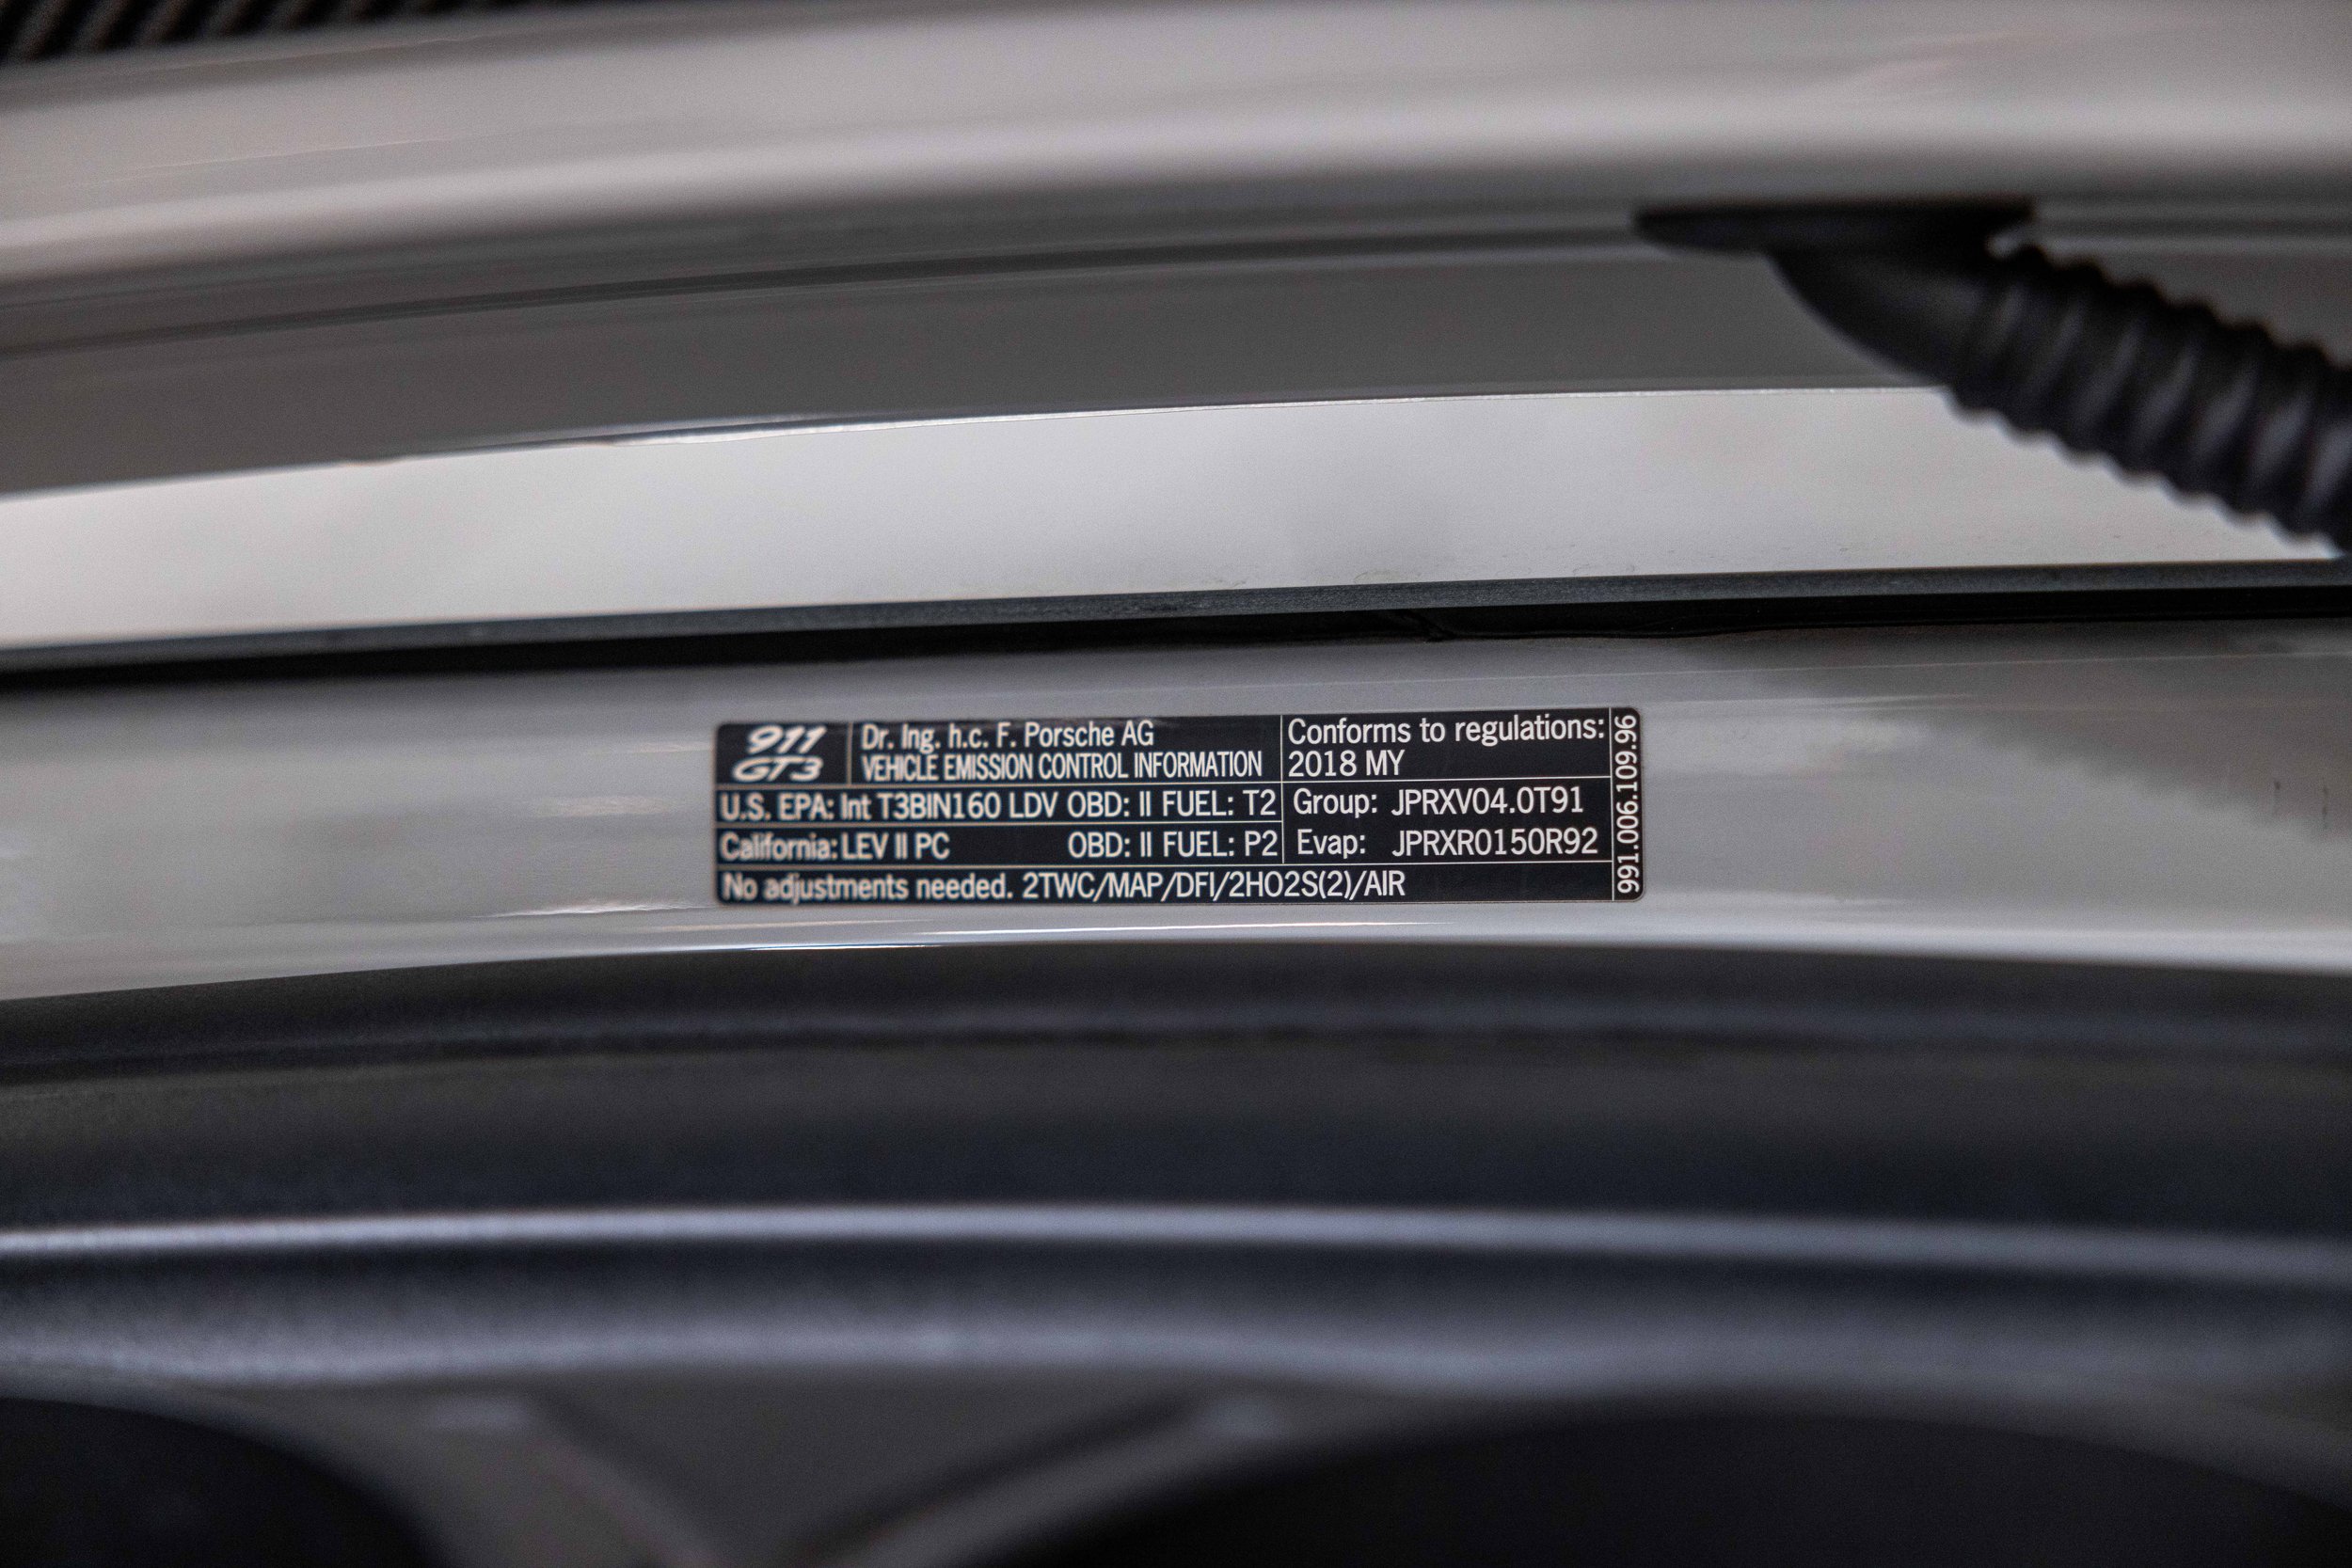 911
GT3
Dr. Ing. h.c. F. Porsche AG
VEHICLE EMISSION CONTROL INFORMATION
Conforms to regulations:
2018 MY
U.S. EPA: Int T3BIN160 LDV OBD: II FUEL: T2
California: LEV II PC OBD: II FUEL: P2
Group: JPRXV04.0T91
Evap: JPRXR0150R92
No adjustments needed. 2TWC/MAP/DFI/2HO2S(2)/AIR
991.006.109.96